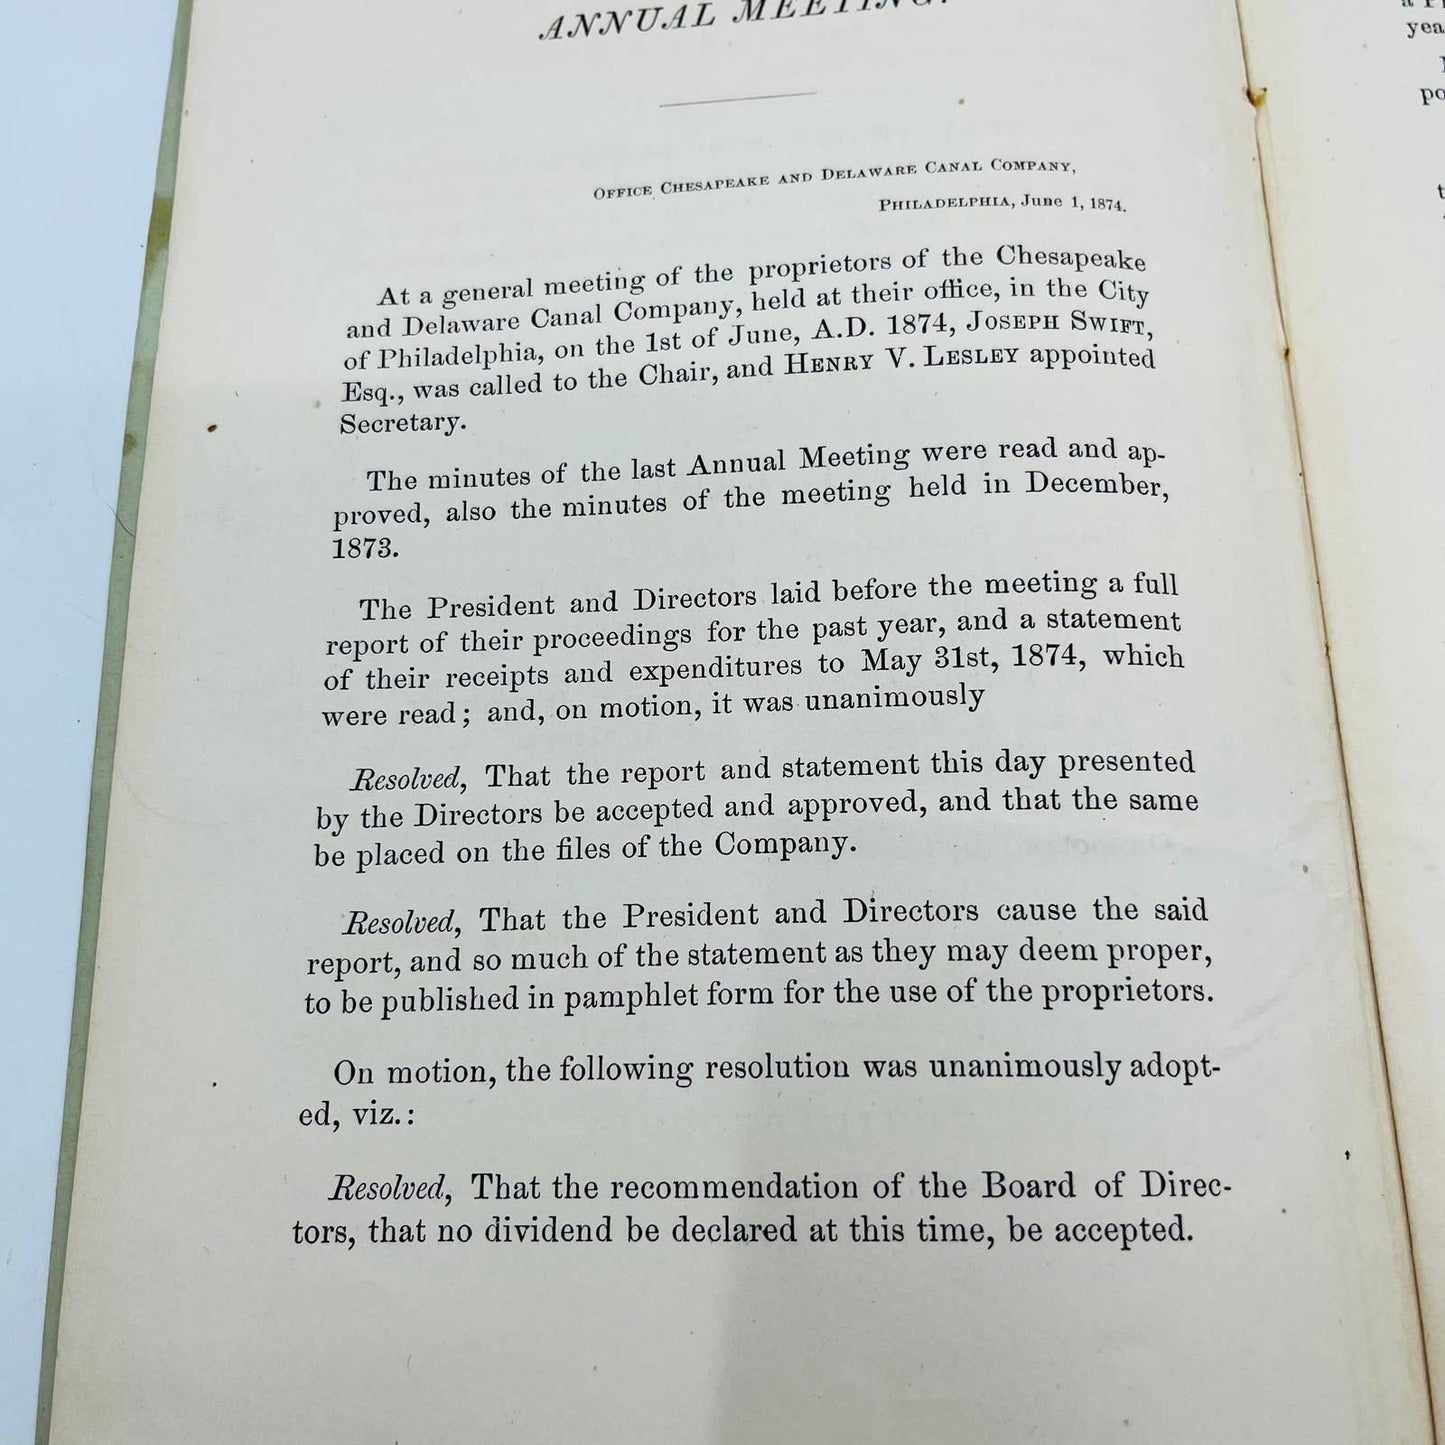 ANNUAL MEETING.
OFFICE CHESAPEAKE AND DELAWARE CANAL COMPANY,
PHILADELPHIA, June 1, 1874.
At a general meeting of the proprietors of the Chesapeake
and Delaware Canal Company, held at their office, in the City
of Philadelphia, on the 1st of June, A.D. 1874, JOSEPH SWIFT,
Esq., was called to the Chair, and HENRY V. LESLEY appointed
Secretary.
The minutes of the last Annual Meeting were read and ap-
proved, also the minutes of the meeting held in December,
1873.
The President and Directors laid before the meeting a full
report of their proceedings for the past year, and a statement
of their receipts and expenditures to May 31st, 1874, which
were read; and, on motion, it was unanimously
Resolved, That the report and statement this day presented
by the Directors be accepted and approved, and that the same
be placed on the files of the Company.
Resolved, That the President and Directors cause the said
report, and so much of the statement as they may deem proper,
to be published in pamphlet form for the use of the proprietors.
On motion, the following resolution was unanimously adopt-
ed, viz.:
Resolved, That the recommendation of the Board of Direc-
tors, that no dividend be declared at this time, be accepted.